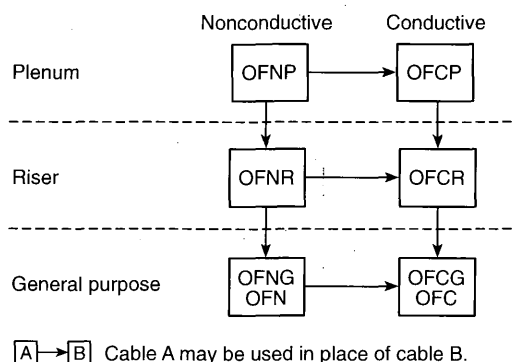 Nonconductive Conductive
Plenum OFNP OFCP
Riser OFNR OFCR
General purpose OFNG OFCG
OFN OFC
A B Cable A may be used in place of cable B.